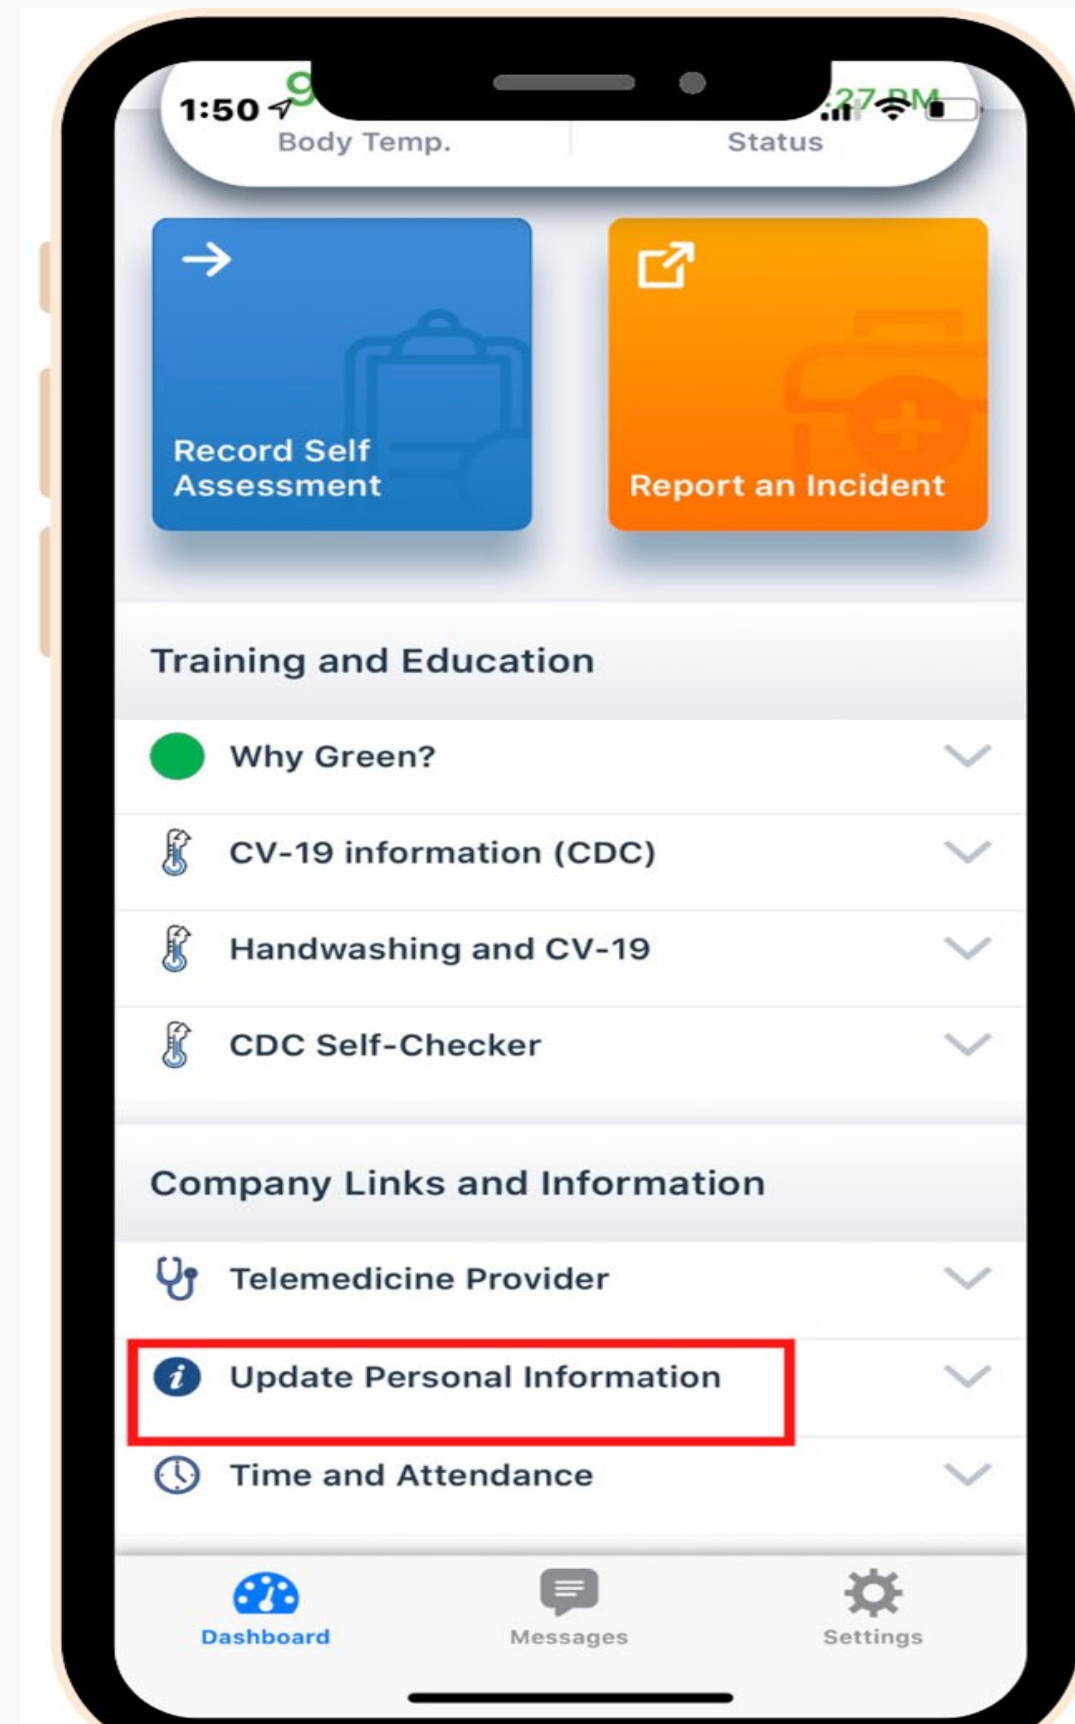 1:50
Body Temp.
Status
Record Self
Assessment
Report an Incident
Training and Education
Why Green?
CV-19 information (CDC)
Handwashing and CV-19
CDC Self-Checker
Company Links and Information
Telemedicine Provider
Update Personal Information
Time and Attendance
Dashboard
Messages
Settings